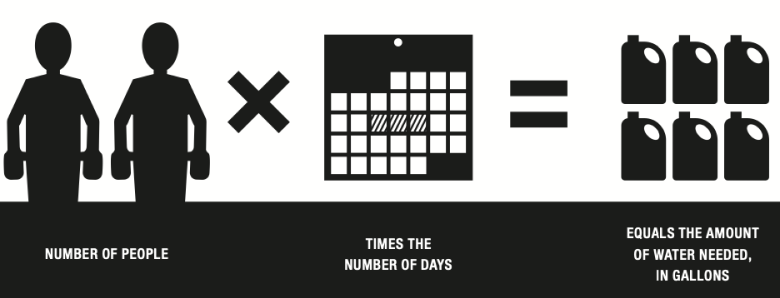 NUMBER OF PEOPLE
TIMES THE
NUMBER OF DAYS
EQUALS THE AMOUNT
OF WATER NEEDED,
IN GALLONS